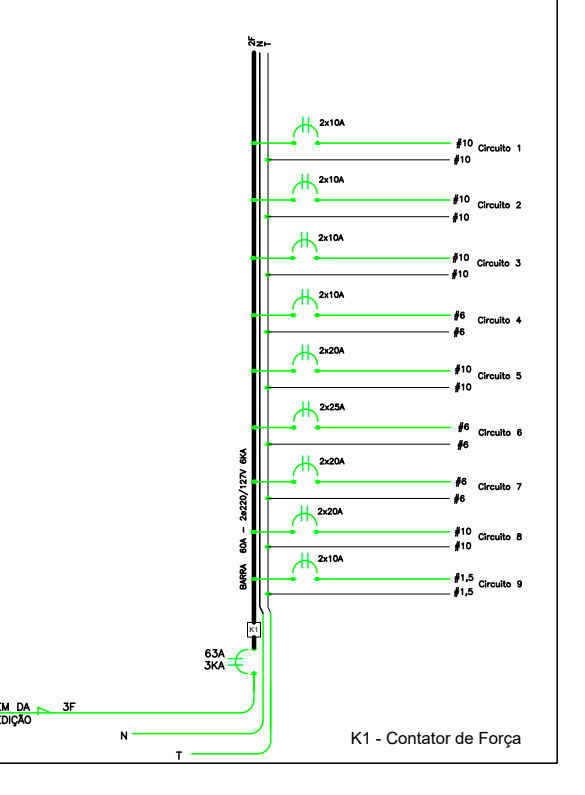 2F
N
T
2x10A
#10 Circuito 1
#10
2x10A
#10 Circuito 2
#10
2x10A
#10 Circuito 3
#10
2x10A
#6 Circuito 4
#6
2x20A
#10 Circuito 5
#10
2x25A
#6 Circuito 6
#6
2x20A
#6 Circuito 7
#6
2x20A
#10 Circuito 8
#10
2x10A
#1,5 Circuito 9
#1,5
BARRA 60A - 2ø220/127V 6KA
K1
63A
3KA
EM DA 3F
EDIÇÃO
N
T
K1 - Contator de Força